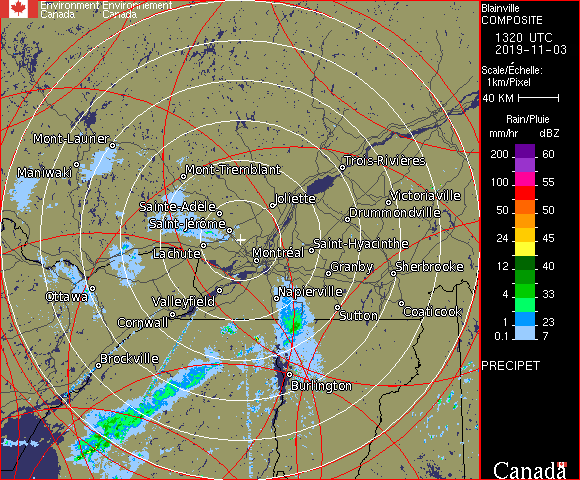 Environment Environnement
Canada Canada
Blainville
COMPOSITE
1320 UTC
2019-11-03
Scale/Échelle:
1km/Pixel
40 KM
Rain/Pluie
mm/hr dBZ
200 60
100 55
50 50
24 45
12 40
4 33
1 23
0.1 7
PRECIPET
Canada
Mont-Laurier
Maniwaki
Mont-Tremblant
Trois-Rivières
Sainte-Adèle
Joliette
Victoriaville
Drummondville
Saint-Jérôme
Lachute
Montréal
Saint-Hyacinthe
Granby
Sherbrooke
Ottawa
Valleyfield
Napierville
Cornwall
Sutton
Coaticook
Brockville
Burlington